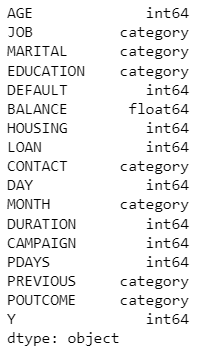 AGE int64
JOB category
MARITAL category
EDUCATION category
DEFAULT int64
BALANCE float64
HOUSING int64
LOAN int64
CONTACT category
DAY int64
MONTH category
DURATION int64
CAMPAIGN int64
PDAYS int64
PREVIOUS category
POUTCOME category
Y int64
dtype: object